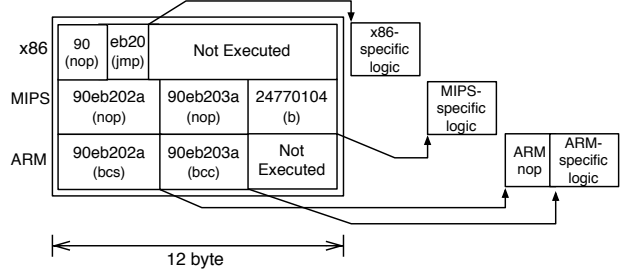 x86
90
(nop)
eb20
(jmp)
Not Executed
x86-
specific
logic
MIPS
90eb202a
(nop)
90eb203a
(nop)
24770104
(b)
MIPS-
specific
logic
ARM
90eb202a
(bcs)
90eb203a
(bcc)
Not
Executed
ARM
nop
ARM-
specific
logic
12 byte